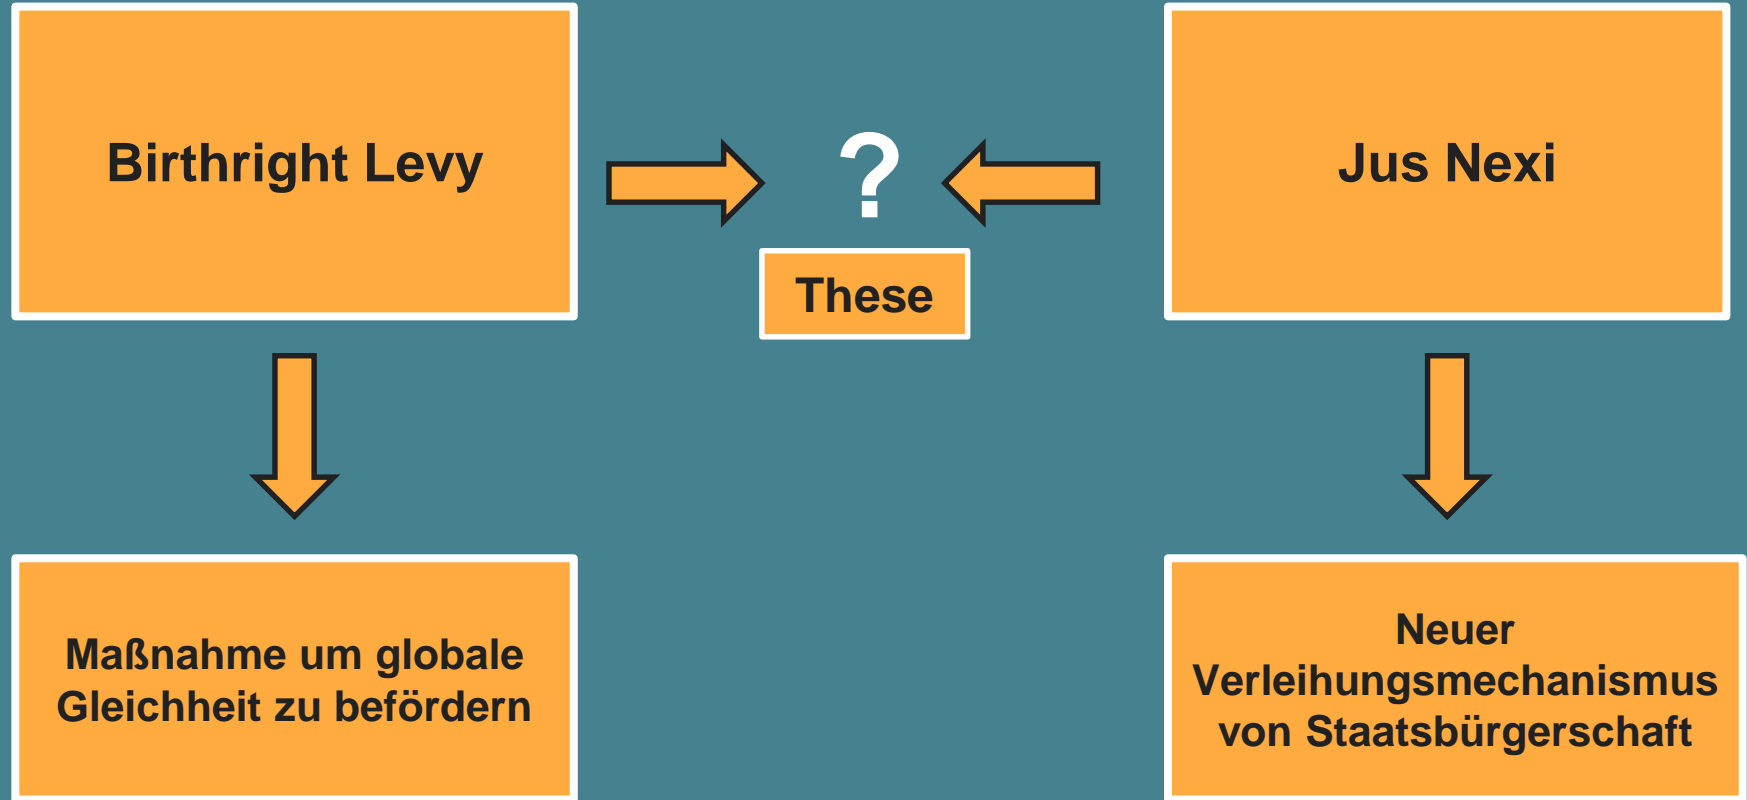 Birthright Levy
?
Jus Nexi
These
Maßnahme um globale
Gleichheit zu befördern
Neuer
Verleihungsmechanismus
von Staatsbürgerschaft